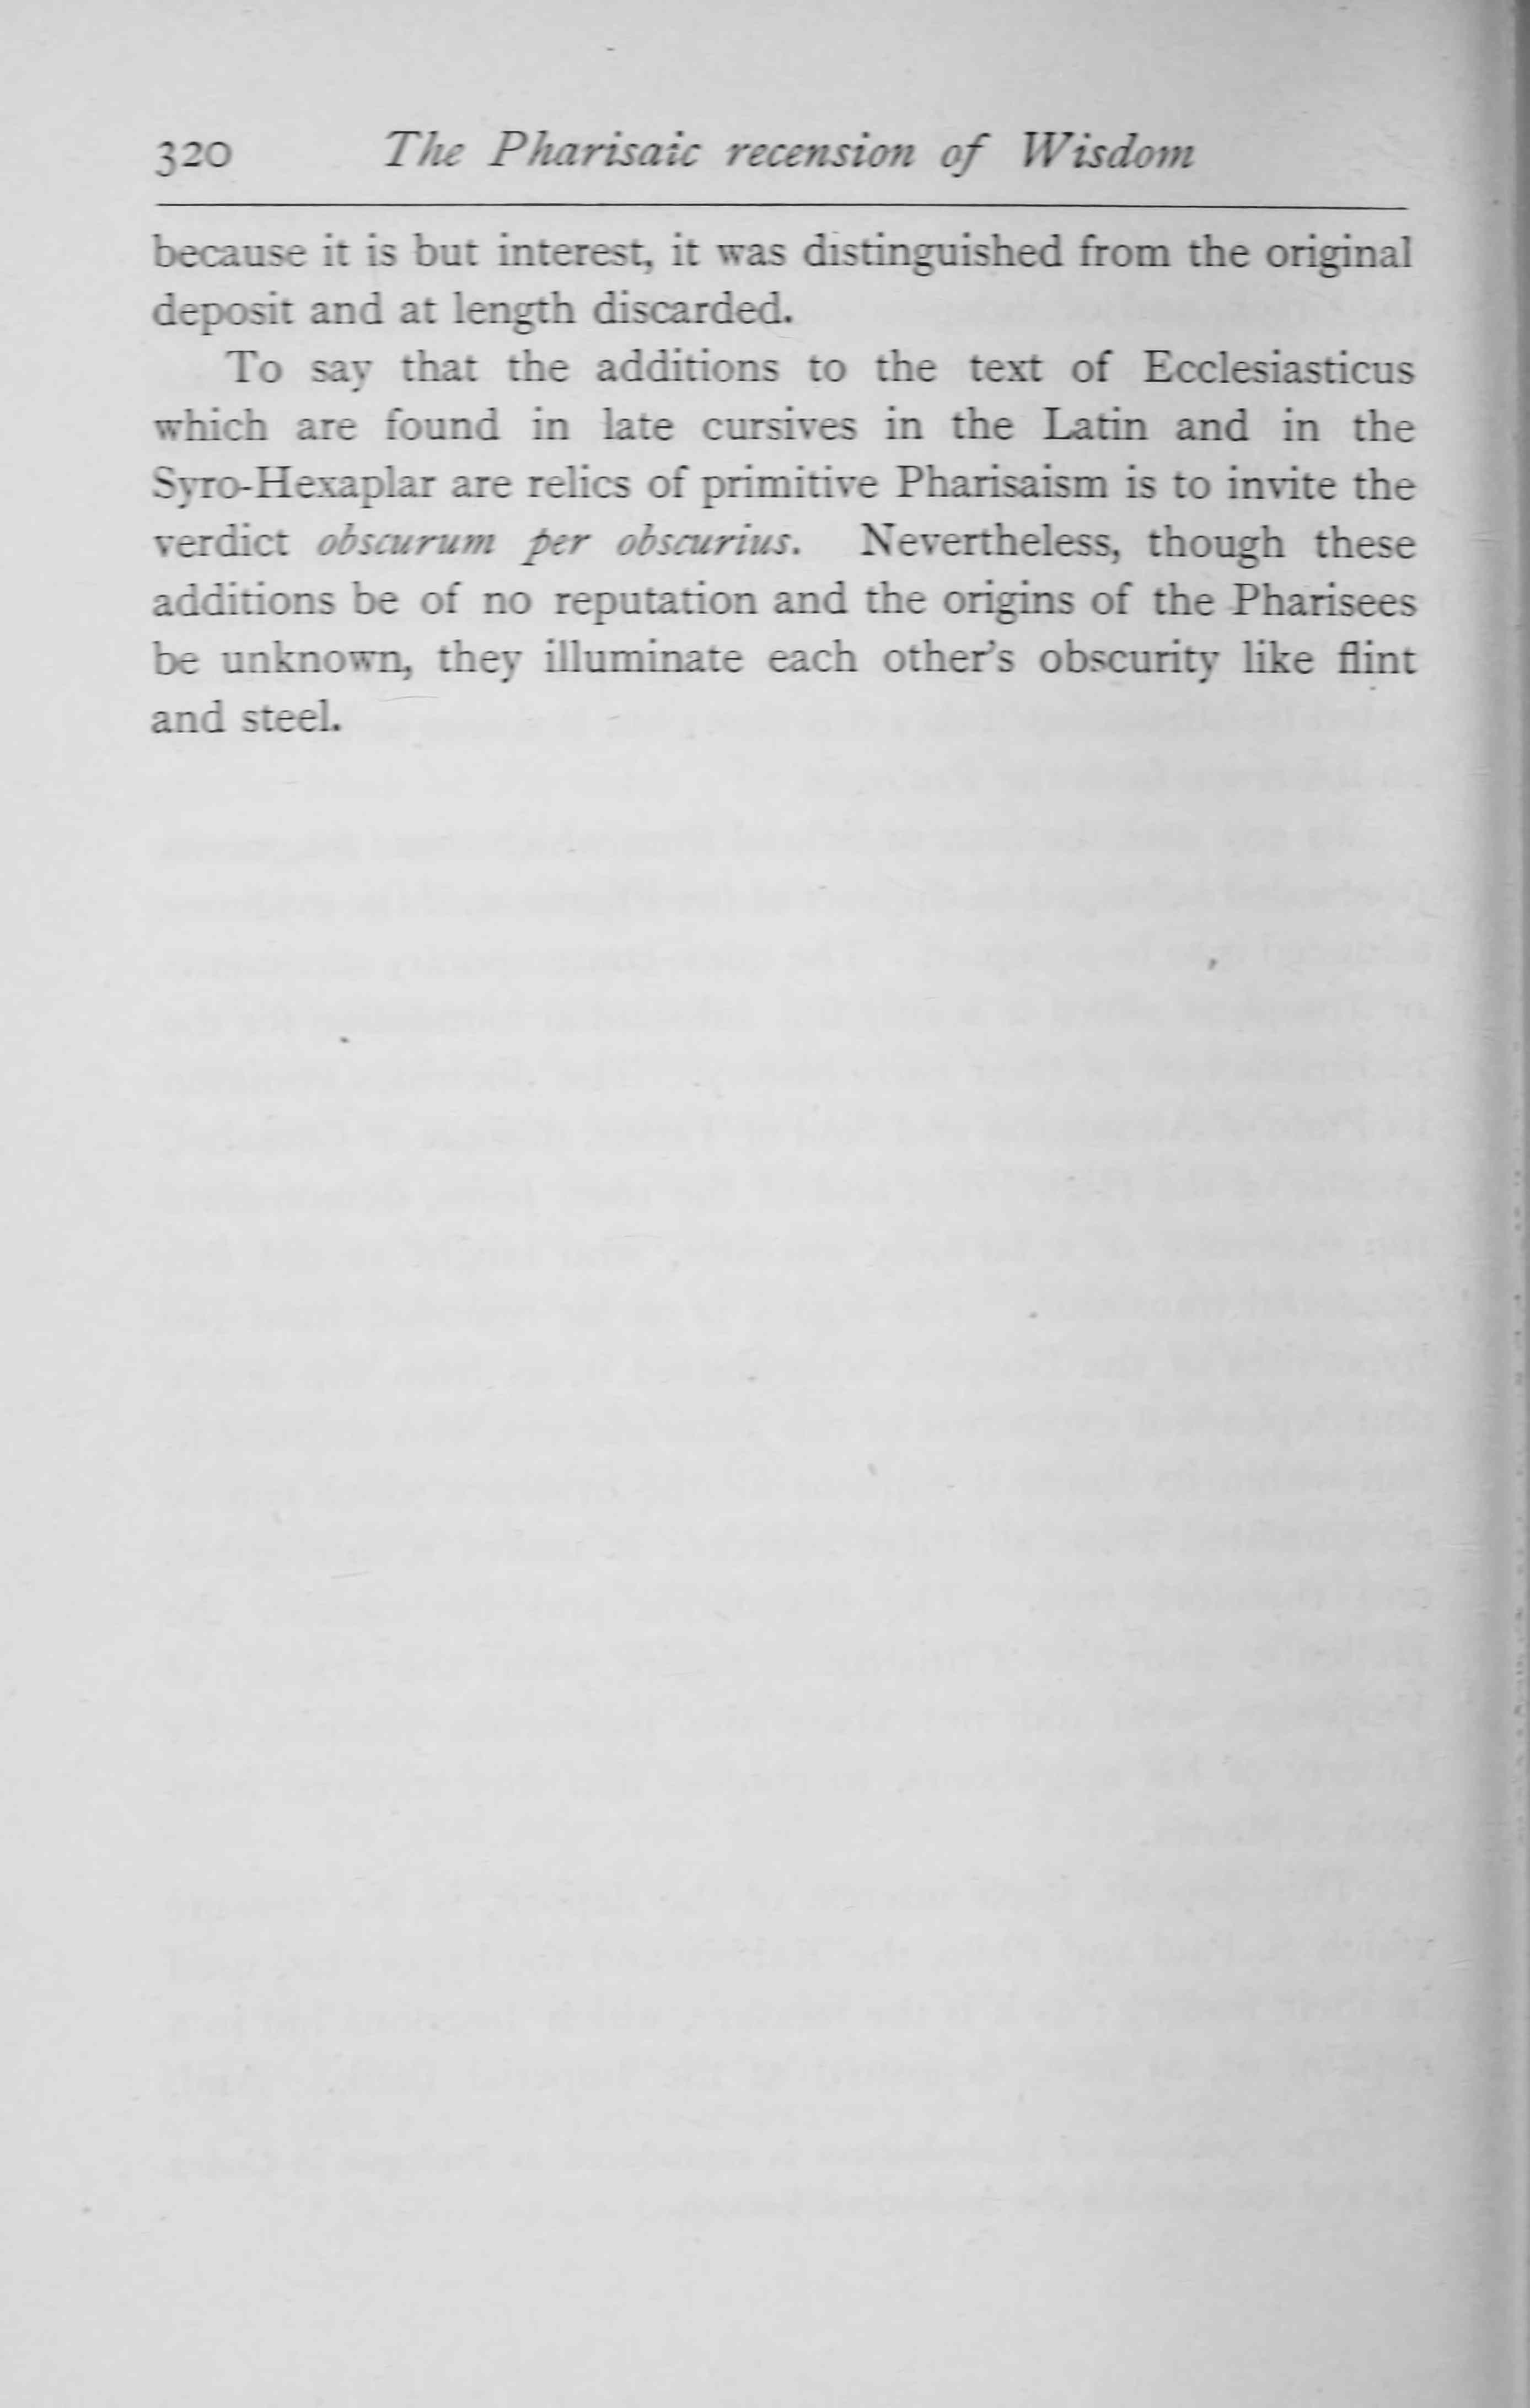 320 The Pharisaic recension of Wisdom
because it is but interest, it was distinguished from the original
deposit and at length discarded.
To say that the additions to the text of Ecclesiasticus
which are found in late cursives in the Latin and in the
Syro-Hexaplar are relics of primitive Pharisaism is to invite the
verdict obscurum per obscurius. Nevertheless, though these
additions be of no reputation and the origins of the Pharisees
be unknown, they illuminate each other's obscurity like flint
and steel.